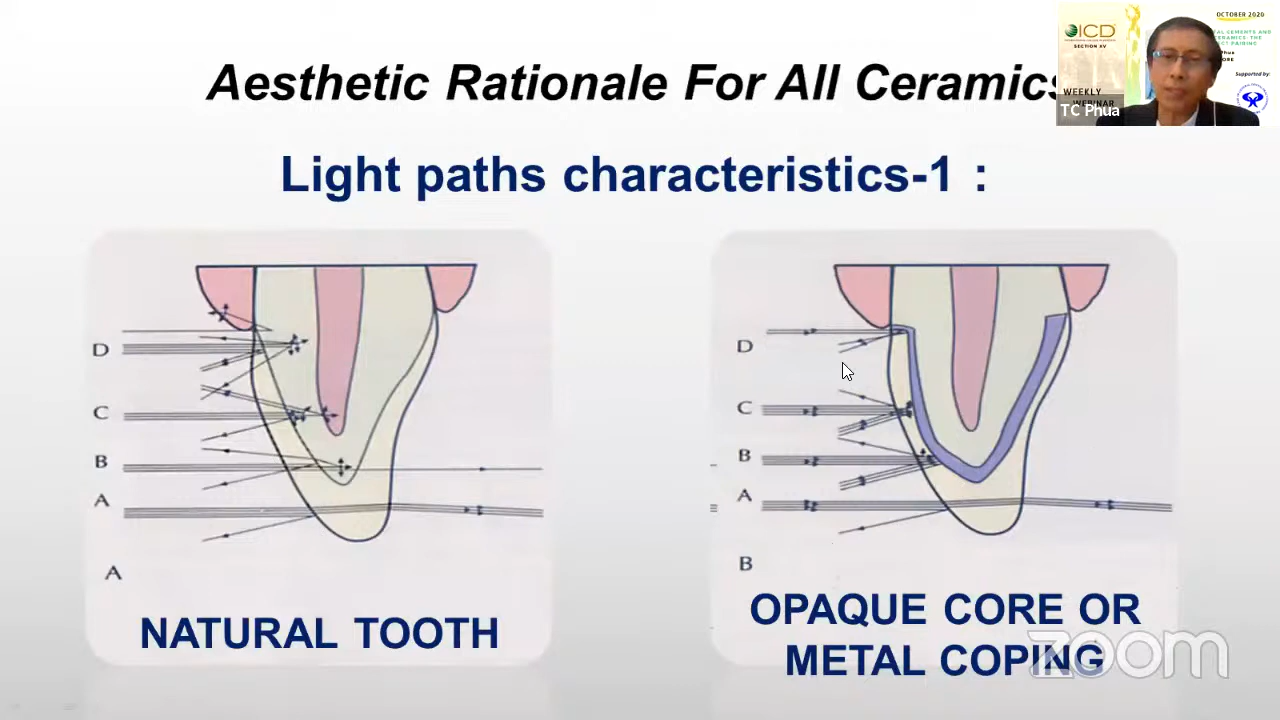 Aesthetic Rationale For All Ceramics
Light paths characteristics-1 :
D
C
B
A
A
NATURAL TOOTH
D
C
B
A
B
OPAQUE CORE OR
METAL COPING
zoom
OCTOBER 2020
ICD
SECTION XV
WEEKLY
WEBINAR
Supported by:
TC Phua